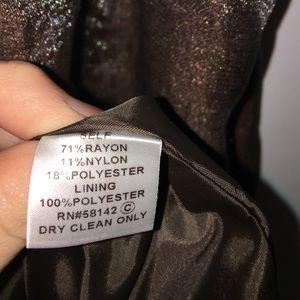 SELF
71%RAYON
11%NYLON
18%POLYESTER
LINING
100%POLYESTER
RN#58142 Ⓒ
DRY CLEAN ONLY